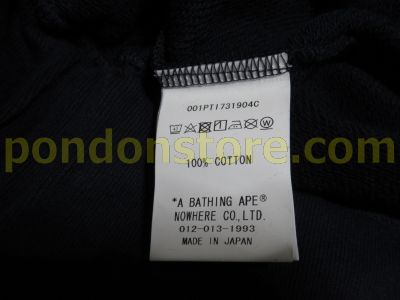 001PTI731904C
pondonstore.com
100% COTTON
*A BATHING APE®
NOWHERE CO.,LTD.
012-013-1993
MADE IN JAPAN